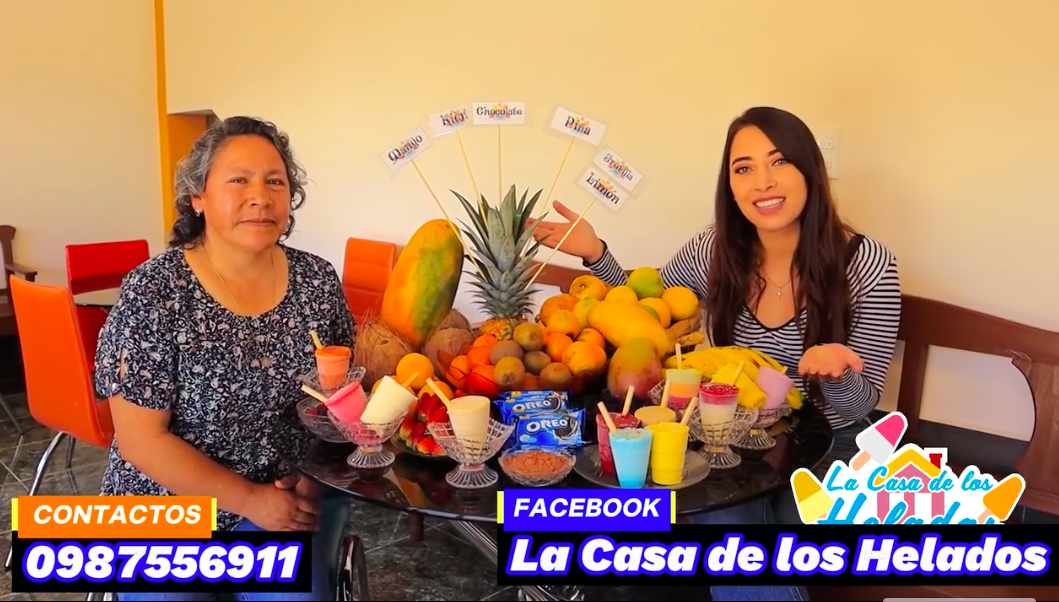 Mango
Kiwi
Chocolate
Piña
Frutilla
Limón
OREO
OREO
La Casa de los
Helados
CONTACTOS
0987556911
FACEBOOK
La Casa de los Helados